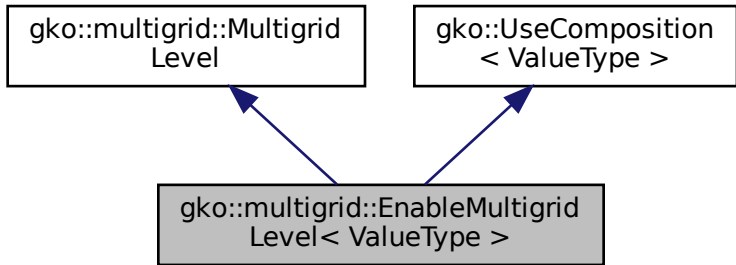 gko::multigrid::Multigrid
Level
gko::UseComposition
< ValueType >
gko::multigrid::EnableMultigrid
Level< ValueType >